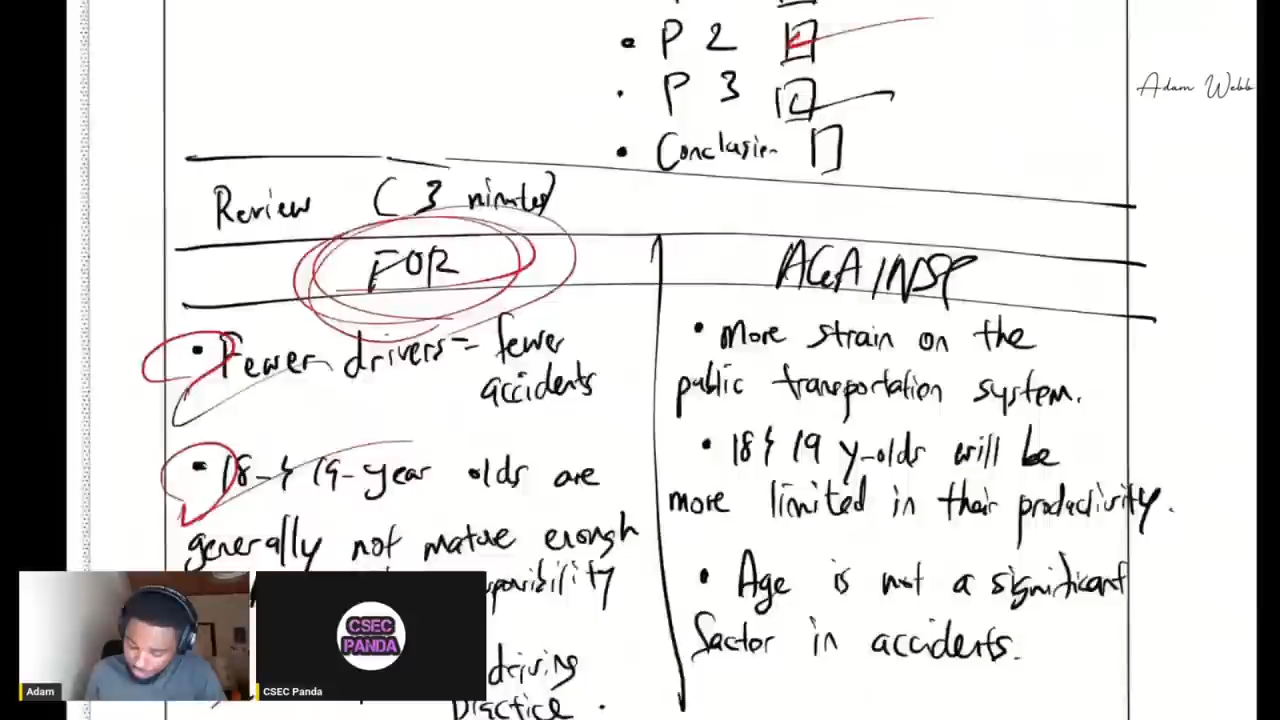 • P 2
• P 3
• Conclusion
Adam Webb
Review (3 minutes)
FOR
AGAINST
• Fewer drivers = fewer
accidents
• 18- & 19-year olds are
generally not mature enough
driving
practice.
• More strain on the
public transportation system.
• 18 & 19 y-olds will be
more limited in their productivity.
• Age is not a significant
factor in accidents.
CSEC
PANDA
Adam
CSEC Panda